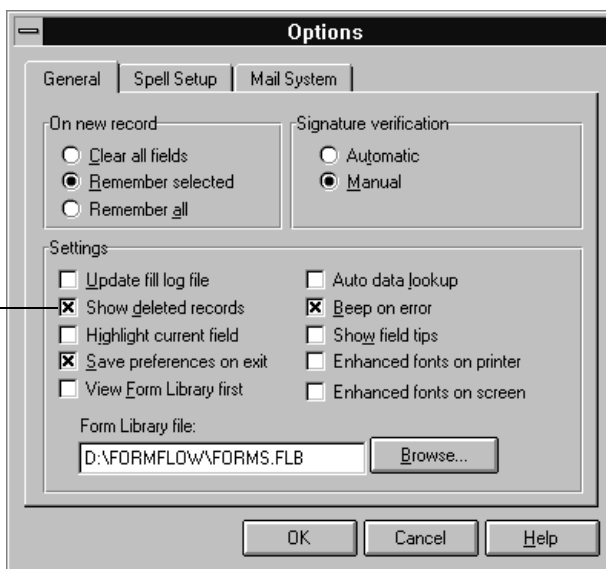 Options
General Spell Setup Mail System
On new record
Clear all fields
Remember selected
Remember all
Signature verification
Automatic
Manual
Settings
Update fill log file
Show deleted records
Highlight current field
Save preferences on exit
View Form Library first
Auto data lookup
Beep on error
Show field tips
Enhanced fonts on printer
Enhanced fonts on screen
Form Library file:
D:\FORMFLOW\FORMS.FLB Browse...
OK Cancel Help